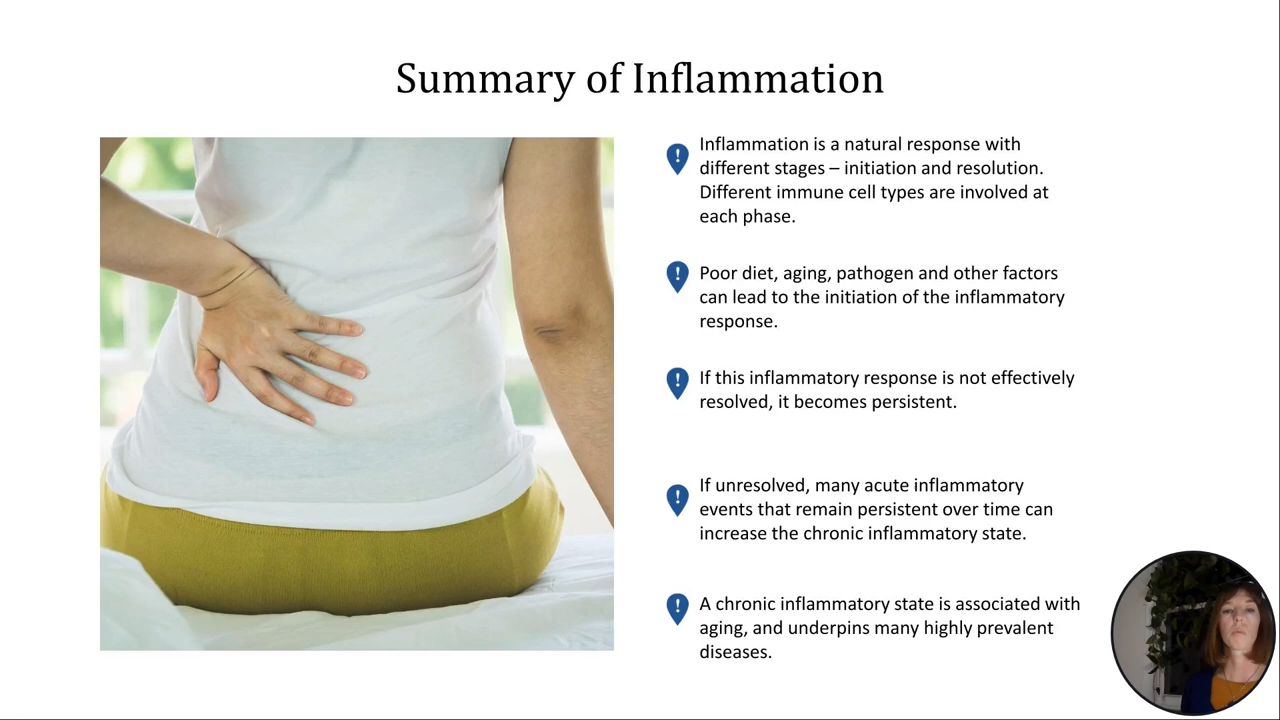 Summary of Inflammation
Inflammation is a natural response with
different stages – initiation and resolution.
Different immune cell types are involved at
each phase.
Poor diet, aging, pathogen and other factors
can lead to the initiation of the inflammatory
response.
If this inflammatory response is not effectively
resolved, it becomes persistent.
If unresolved, many acute inflammatory
events that remain persistent over time can
increase the chronic inflammatory state.
A chronic inflammatory state is associated with
aging, and underpins many highly prevalent
diseases.